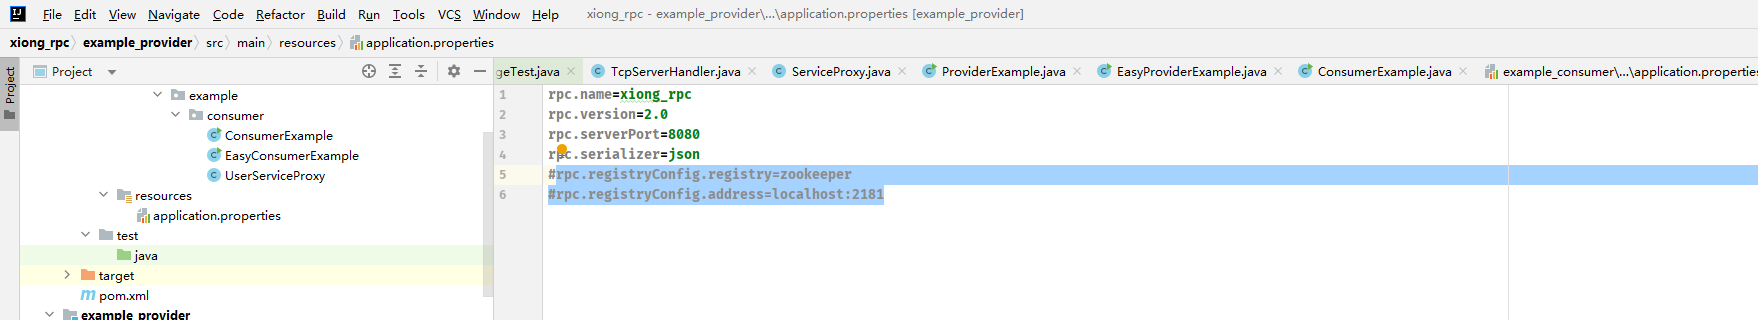 File Edit View Navigate Code Refactor Build Run Tools VCS Window Help xiong_rpc - example_provider\...\application.properties [example_provider]
xiong_rpc example_provider src main resources application.properties
Project
Project
geTest.java TcpServerHandler.java ServiceProxy.java ProviderExample.java EasyProviderExample.java ConsumerExample.java example_consumer\...\application.properties
example
consumer
ConsumerExample
EasyConsumerExample
UserServiceProxy
resources
application.properties
test
java
target
pom.xml
example_provider
1 rpc.name=xiong_rpc
2 rpc.version=2.0
3 rpc.serverPort=8080
4 rpc.serializer=json
5 #rpc.registryConfig.registry=zookeeper
6 #rpc.registryConfig.address=localhost:2181